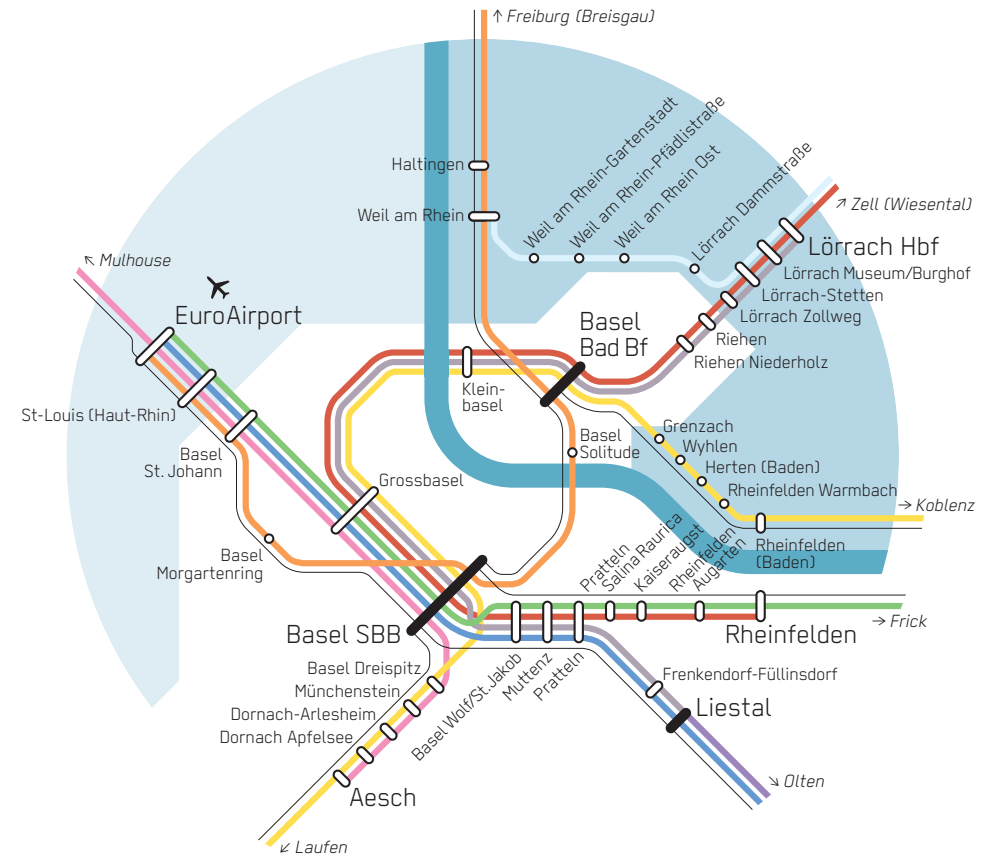 ↑ Freiburg (Breisgau)
Haltingen
Weil am Rhein
Weil am Rhein-Gartenstadt
Weil am Rhein-Pfädlistraße
Weil am Rhein Ost
Lörrach Dammstraße
↗ Zell (Wiesental)
Lörrach Hbf
Lörrach Museum/Burghof
Lörrach-Stetten
Lörrach Zollweg
Riehen
Riehen Niederholz
↖ Mulhouse
EuroAirport
St-Louis (Haut-Rhin)
Basel
St. Johann
Basel
Bad Bf
Klein-
basel
Basel
Solitude
Grossbasel
Grenzach
Wyhlen
Herten (Baden)
Rheinfelden Warmbach
→ Koblenz
Rheinfelden
(Baden)
Basel
Morgartenring
Basel SBB
Pratteln
Salina Raurica
Kaiseraugst
Rheinfelden
Augarten
Rheinfelden
→ Frick
Basel Wolf/St. Jakob
Muttenz
Pratteln
Frenkendorf-Füllinsdorf
Liestal
↘ Olten
Basel Dreispitz
Münchenstein
Dornach-Arlesheim
Dornach Apfelsee
Aesch
↙ Laufen